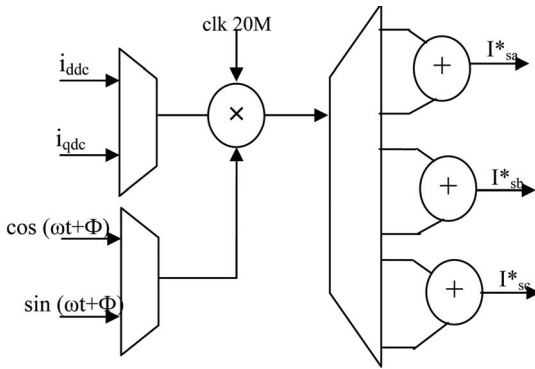 clk 20M
i_ddc
i_qdc
cos (ωt+Φ)
sin (ωt+Φ)
×
+
+
+
I*_sa
I*_sb
I*_sc